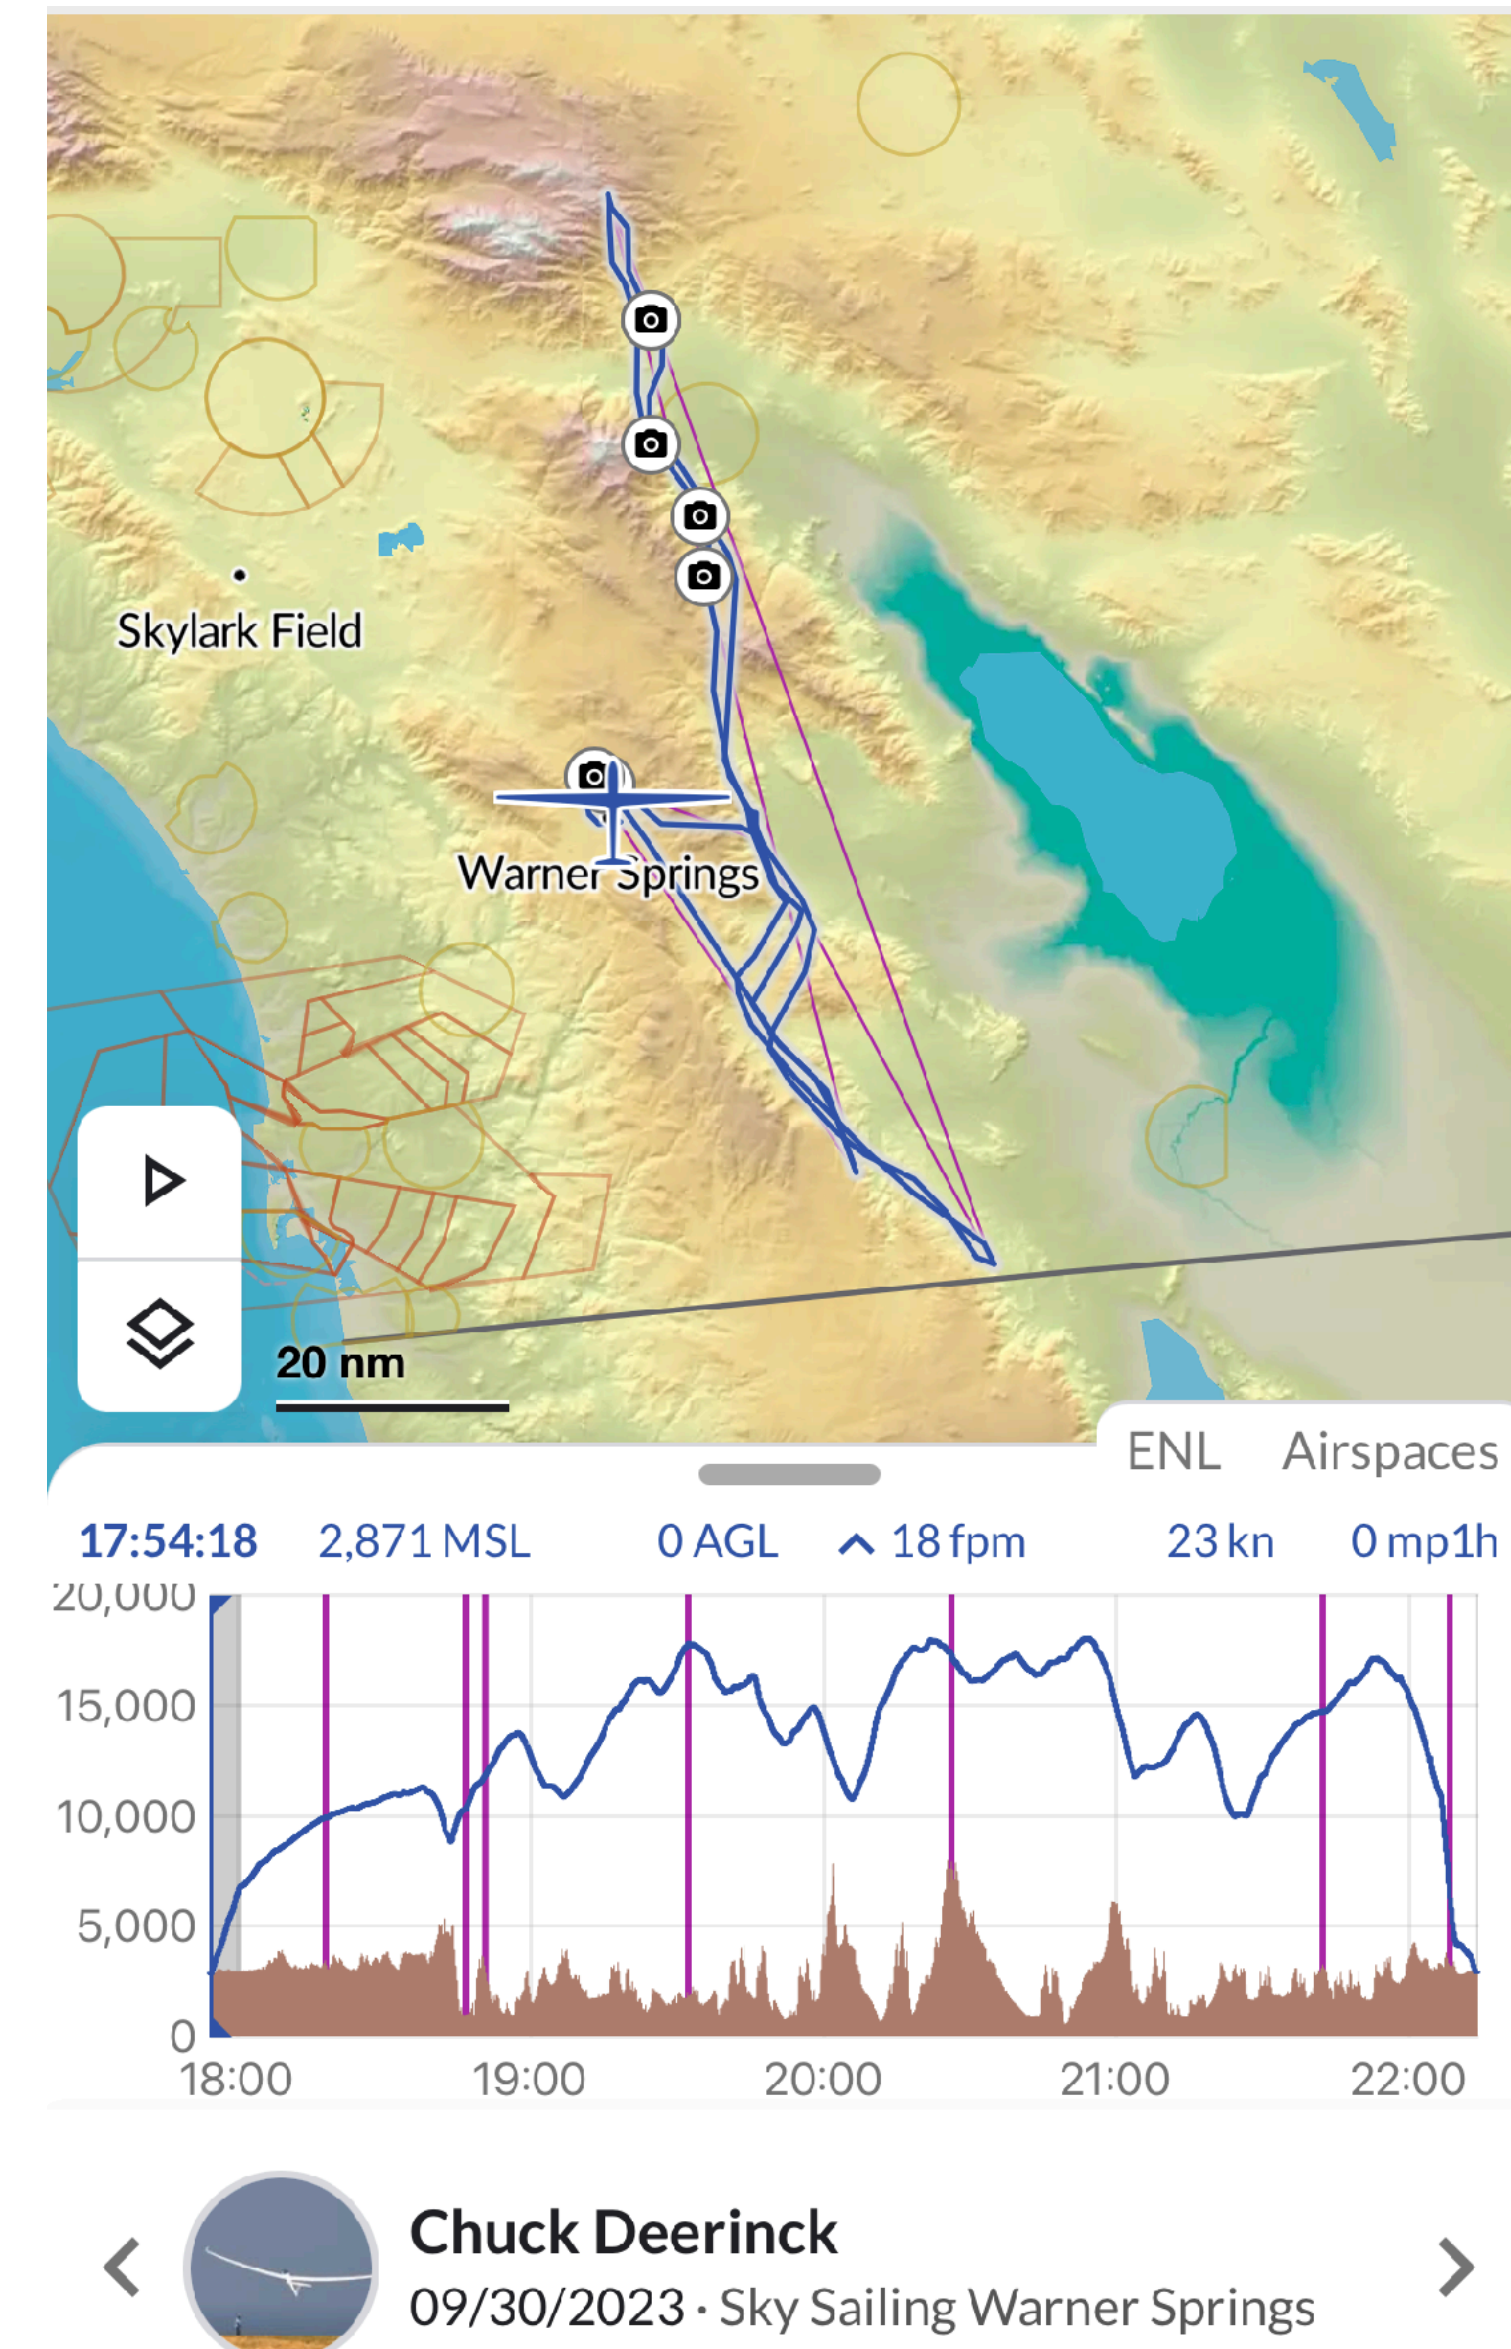 Skylark Field
Warner Springs
20 nm
ENL Airspaces
17:54:18 2,871 MSL 0 AGL 18 fpm 23 kn 0 mp1h
20,000
15,000
10,000
5,000
0
18:00 19:00 20:00 21:00 22:00
Chuck Deerinck
09/30/2023 · Sky Sailing Warner Springs